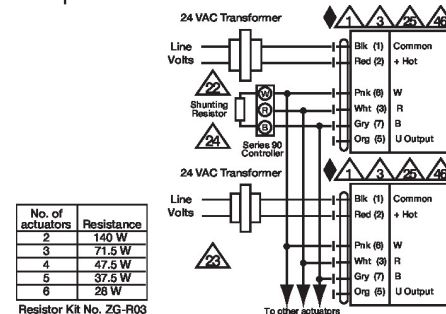 24 VAC Transformer
1 3 25 46
Line
Volts
Blk (1) Common
Red (2) + Hot
22
Shunting
Resistor
24
W
R
B
Series 90
Controller
Pnk (6) W
Wht (3) R
Gry (7) B
Org (5) U Output
24 VAC Transformer
1 3 25 46
Line
Volts
Blk (1) Common
Red (2) + Hot
23
Pnk (6) W
Wht (3) R
Gry (7) B
Org (5) U Output
To other actuators
No. of
actuators Resistance
2 140 W
3 71.5 W
4 47.5 W
5 37.5 W
6 28 W
Resistor Kit No. ZG-R03